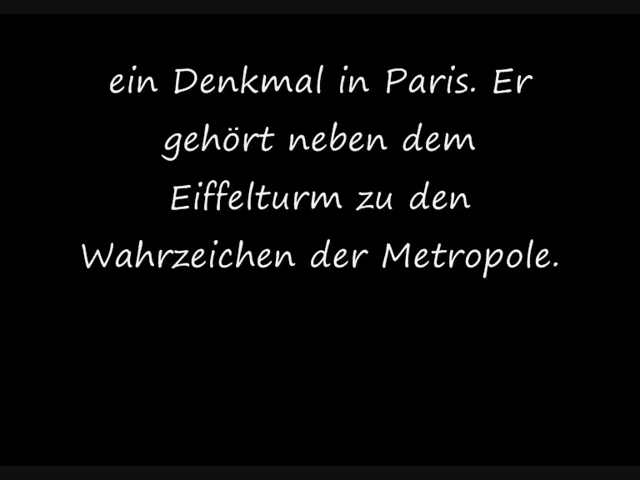 ein Denkmal in Paris. Er
gehört neben dem
Eiffelturm zu den
Wahrzeichen der Metropole.